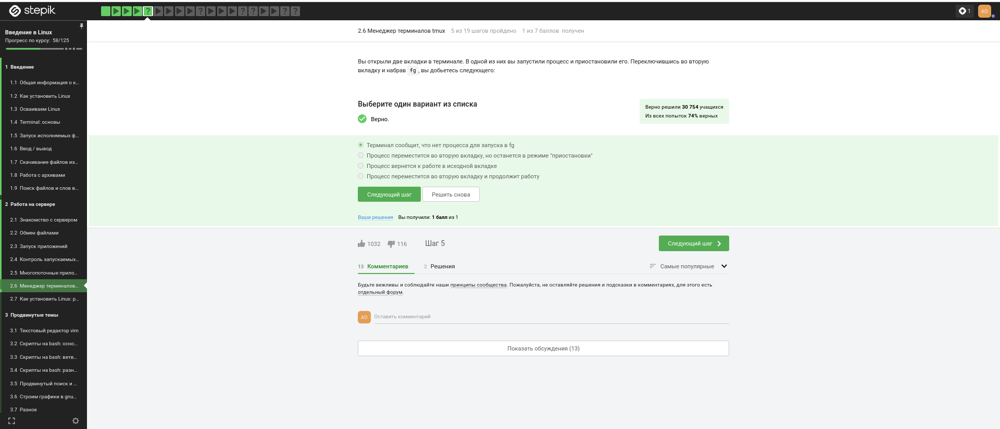 stepik
?
?
?
?
?
?
1
AO
Введение в Linux
Прогресс по курсу: 58/125
2.6 Менеджер терминалов tmux 5 из 19 шагов пройдено 1 из 7 баллов получен
1 Введение
1.1 Общая информация о к...
1.2 Как установить Linux
1.3 Осваиваем Linux
1.4 Terminal: основы
1.5 Запуск исполняемых ф...
1.6 Ввод / вывод
1.7 Скачивание файлов из...
1.8 Работа с архивами
1.9 Поиск файлов и слов в...
2 Работа на сервере
2.1 Знакомство с сервером
2.2 Обмен файлами
2.3 Запуск приложений
2.4 Контроль запускаемых...
2.5 Многопоточные прило...
2.6 Менеджер терминалов...
2.7 Как установить Linux: р...
3 Продвинутые темы
3.1 Текстовый редактор vim
3.2 Скрипты на bash: осно...
3.3 Скрипты на bash: ветв...
3.4 Скрипты на bash: разн...
3.5 Продвинутый поиск и ...
3.6 Строим графики в gnu...
3.7 Разное
Вы открыли две вкладки в терминале. В одной из них вы запустили процесс и приостановили его. Переключившись во вторую
вкладку и набрав fg, вы добьетесь следующего:
Выберите один вариант из списка
Верно.
Верно решили 30 754 учащихся
Из всех попыток 74% верных
Терминал сообщит, что нет процесса для запуска в fg
Процесс переместится во вторую вкладку, но останется в режиме "приостановки"
Процесс вернется к работе в исходной вкладке
Процесс переместится во вторую вкладку и продолжит работу
Следующий шаг Решить снова
Ваши решения Вы получили: 1 балл из 1
1032 116 Шаг 5 Следующий шаг
13 Комментариев 2 Решения Самые популярные
Будьте вежливы и соблюдайте наши принципы сообщества. Пожалуйста, не оставляйте решения и подсказки в комментариях, для этого есть
отдельный форум.
AO Оставить комментарий
Показать обсуждения (13)